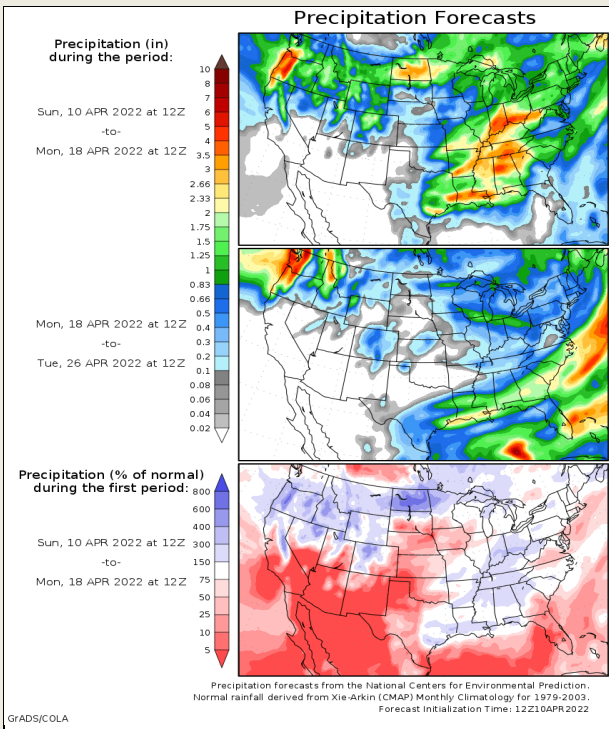 Precipitation Forecasts
Precipitation (in)
during the period:
Sun, 10 APR 2022 at 12Z
-to-
Mon, 18 APR 2022 at 12Z
10
8
7
6
5
4
3.5
3
2.66
2.33
2
1.75
1.5
1.25
1
0.83
0.66
0.5
0.4
0.3
0.2
0.1
0.08
0.06
0.04
0.02
Mon, 18 APR 2022 at 12Z
-to-
Tue, 26 APR 2022 at 12Z
Precipitation (% of normal)
during the first period:
Sun, 10 APR 2022 at 12Z
-to-
Mon, 18 APR 2022 at 12Z
800
600
400
300
150
75
50
25
10
5
Precipitation forecasts from the National Centers for Environmental Prediction.
Normal rainfall derived from Xie-Arkin (CMAP) Monthly Climatology for 1979-2003.
Forecast Initialization Time: 12Z10APR2022
GrADS/COLA